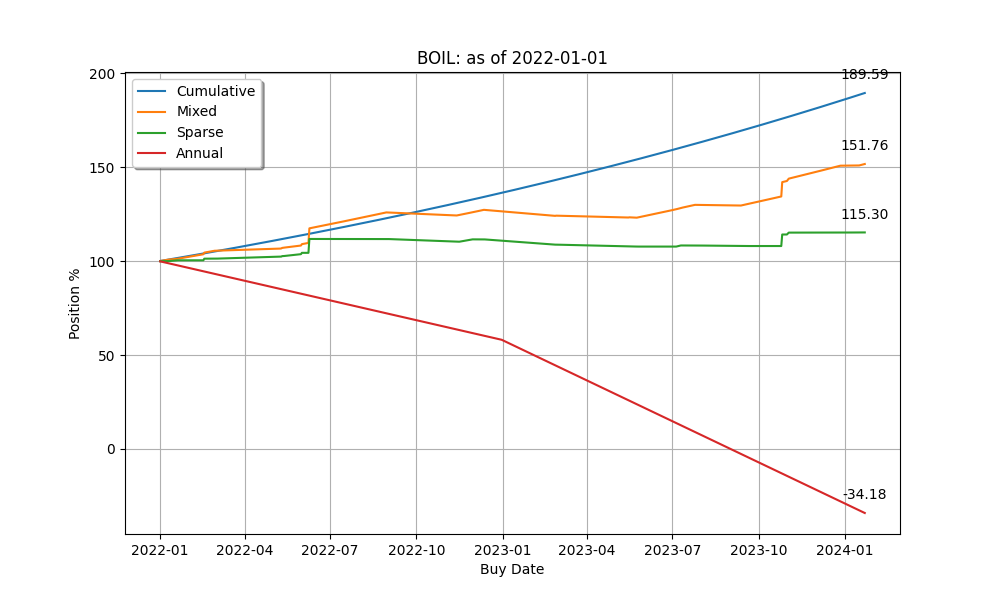 BOIL: as of 2022-01-01
200
150
100
50
0
Position %
Cumulative
Mixed
Sparse
Annual
189.59
151.76
115.30
-34.18
2022-01
2022-04
2022-07
2022-10
2023-01
2023-04
2023-07
2023-10
2024-01
Buy Date